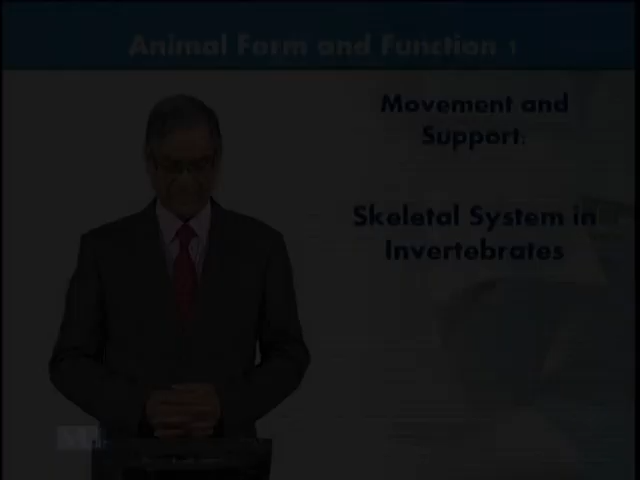 Animal Form and Function 1
Movement and
Support:
Skeletal System in
Invertebrates